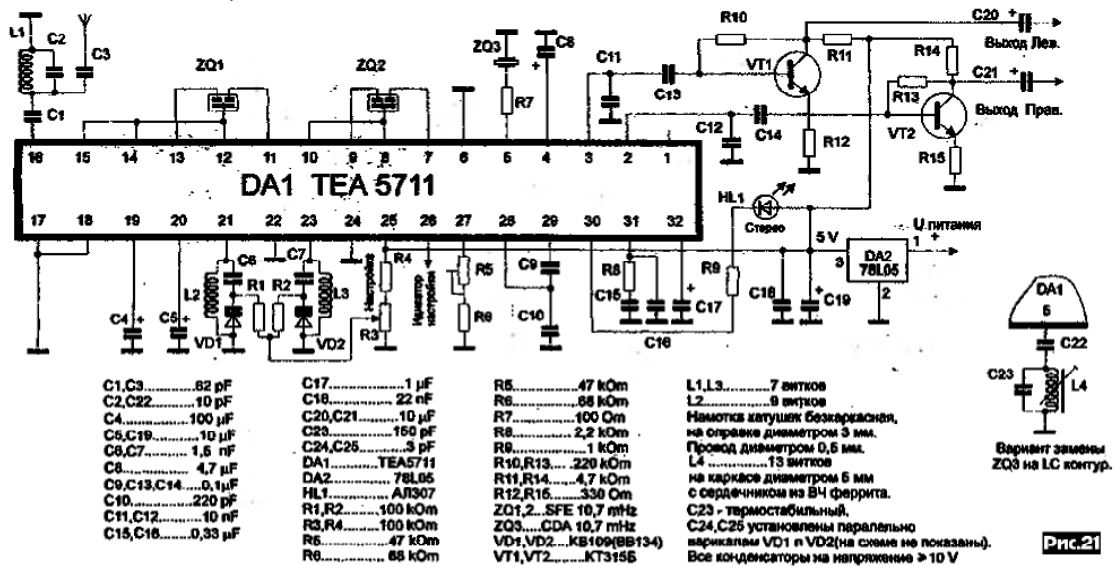 L1 C2 C3 ZQ1 ZQ2 ZQ3 C8 C11 R10 C20 +
Выход Лев.
C1 R7 + C13 VT1 R11 R14 C21 +
R13
Выход Прав.
C12 C14 R12 VT2 R15
16 15 14 13 12 11 10 9 8 7 6 5 4 3 2 1
DA1 TEA 5711
17 18 19 20 21 22 23 24 25 26 27 28 29 30 31 32
HL1
Стерео
5 V
U питания
3 DA2 78L05 1 +
2
C6 C7 R4 Настройка Индикатор настройки R5 C9 R8 R9
L2 R1 R2 L3 C15 + C17 C18 + C19
C4 + C5 + VD1 VD2 R3 R6 C10 C16
DA1
5
C22
C23 L4
Вариант замены
ZQ3 на LC контур.
C1,C3............62 pF
C2,C22..........10 pF
C4.................100 µF
C5,C19..........10 µF
C6,C7............1,5 nF
C8.................4,7 µF
C9,C13,C14....0,1µF
C10...............220 pF
C11,C12........10 nF
C15,C16........0,33 µF
C17...............1 µF
C18...............22 nF
C20,C21........10 µF
C23...............150 pF
C24,C25........3 pF
DA1...............TEA5711
DA2...............78L05
HL1...............АЛ307
R1,R2...........100 kOm
R3,R4...........100 kOm
R5................47 kOm
R6................68 kOm
R5................47 kOm
R6................68 kOm
R7................100 Om
R8................2,2 kOm
R9................1 kOm
R10,R13.....220 kOm
R11,R14.....4,7 kOm
R12,R15.....330 Om
ZQ1,2...SFE 10,7 mHz
ZQ3.....CDA 10,7 mHz
VD1,VD2...KB109(BB134)
VT1,VT2........КТ315Б
L1,L3...........7 витков
L2................9 витков
Намотка катушек безкаркасная,
на оправке диаметром 3 мм.
Провод диаметром 0,5 мм.
L4 ................13 витков
на каркасе диаметром 5 мм
с сердечником из ВЧ феррита.
C23 - термостабильный,
C24,C25 установлены паралельно
варикапам VD1 и VD2(на схеме не показаны).
Все конденсаторы на напряжение ≥ 10 V
Рис.21